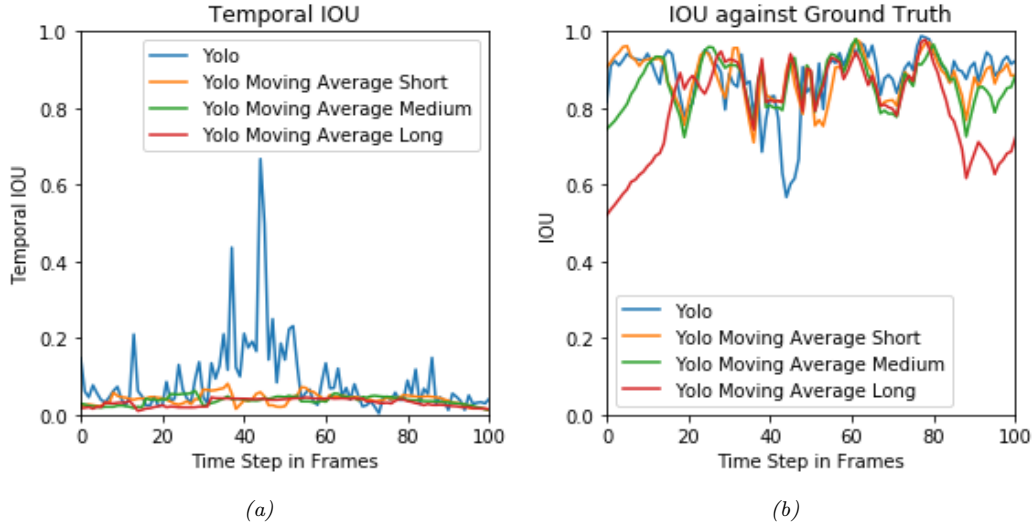 Temporal IOU
Temporal IOU
1.0
0.8
0.6
0.4
0.2
0.0
0 20 40 60 80 100
Time Step in Frames
Yolo
Yolo Moving Average Short
Yolo Moving Average Medium
Yolo Moving Average Long
(a)
IOU against Ground Truth
IOU
1.0
0.8
0.6
0.4
0.2
0.0
0 20 40 60 80 100
Time Step in Frames
Yolo
Yolo Moving Average Short
Yolo Moving Average Medium
Yolo Moving Average Long
(b)